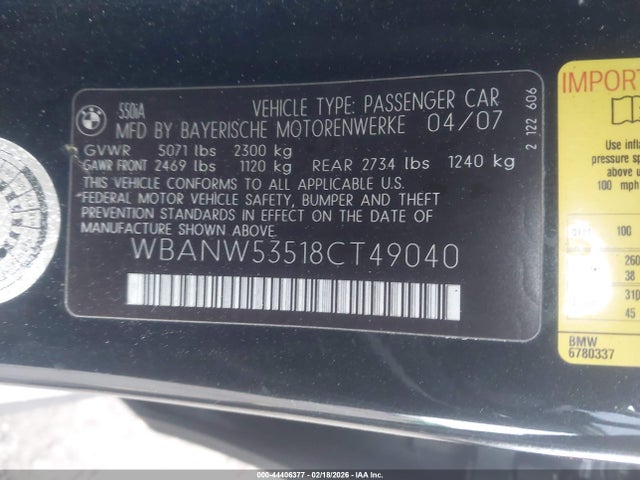 BMW
550iA
VEHICLE TYPE: PASSENGER CAR
MFD BY BAYERISCHE MOTORENWERKE 04/07
GVWR 5071 lbs 2300 kg
GAWR FRONT 2469 lbs 1120 kg REAR 2734 lbs 1240 kg
THIS VEHICLE CONFORMS TO ALL APPLICABLE U.S.
FEDERAL MOTOR VEHICLE SAFETY, BUMPER AND THEFT
PREVENTION STANDARDS IN EFFECT ON THE DATE OF
MANUFACTURE SHOWN ABOVE.
WBANW53518CT49040
2 122 606
IMPORT
Use infla
pressure sp
above u
100 mph
100
260
38
310
45
BMW
6780337
000-44406377 - 02/18/2026 - IAA Inc.